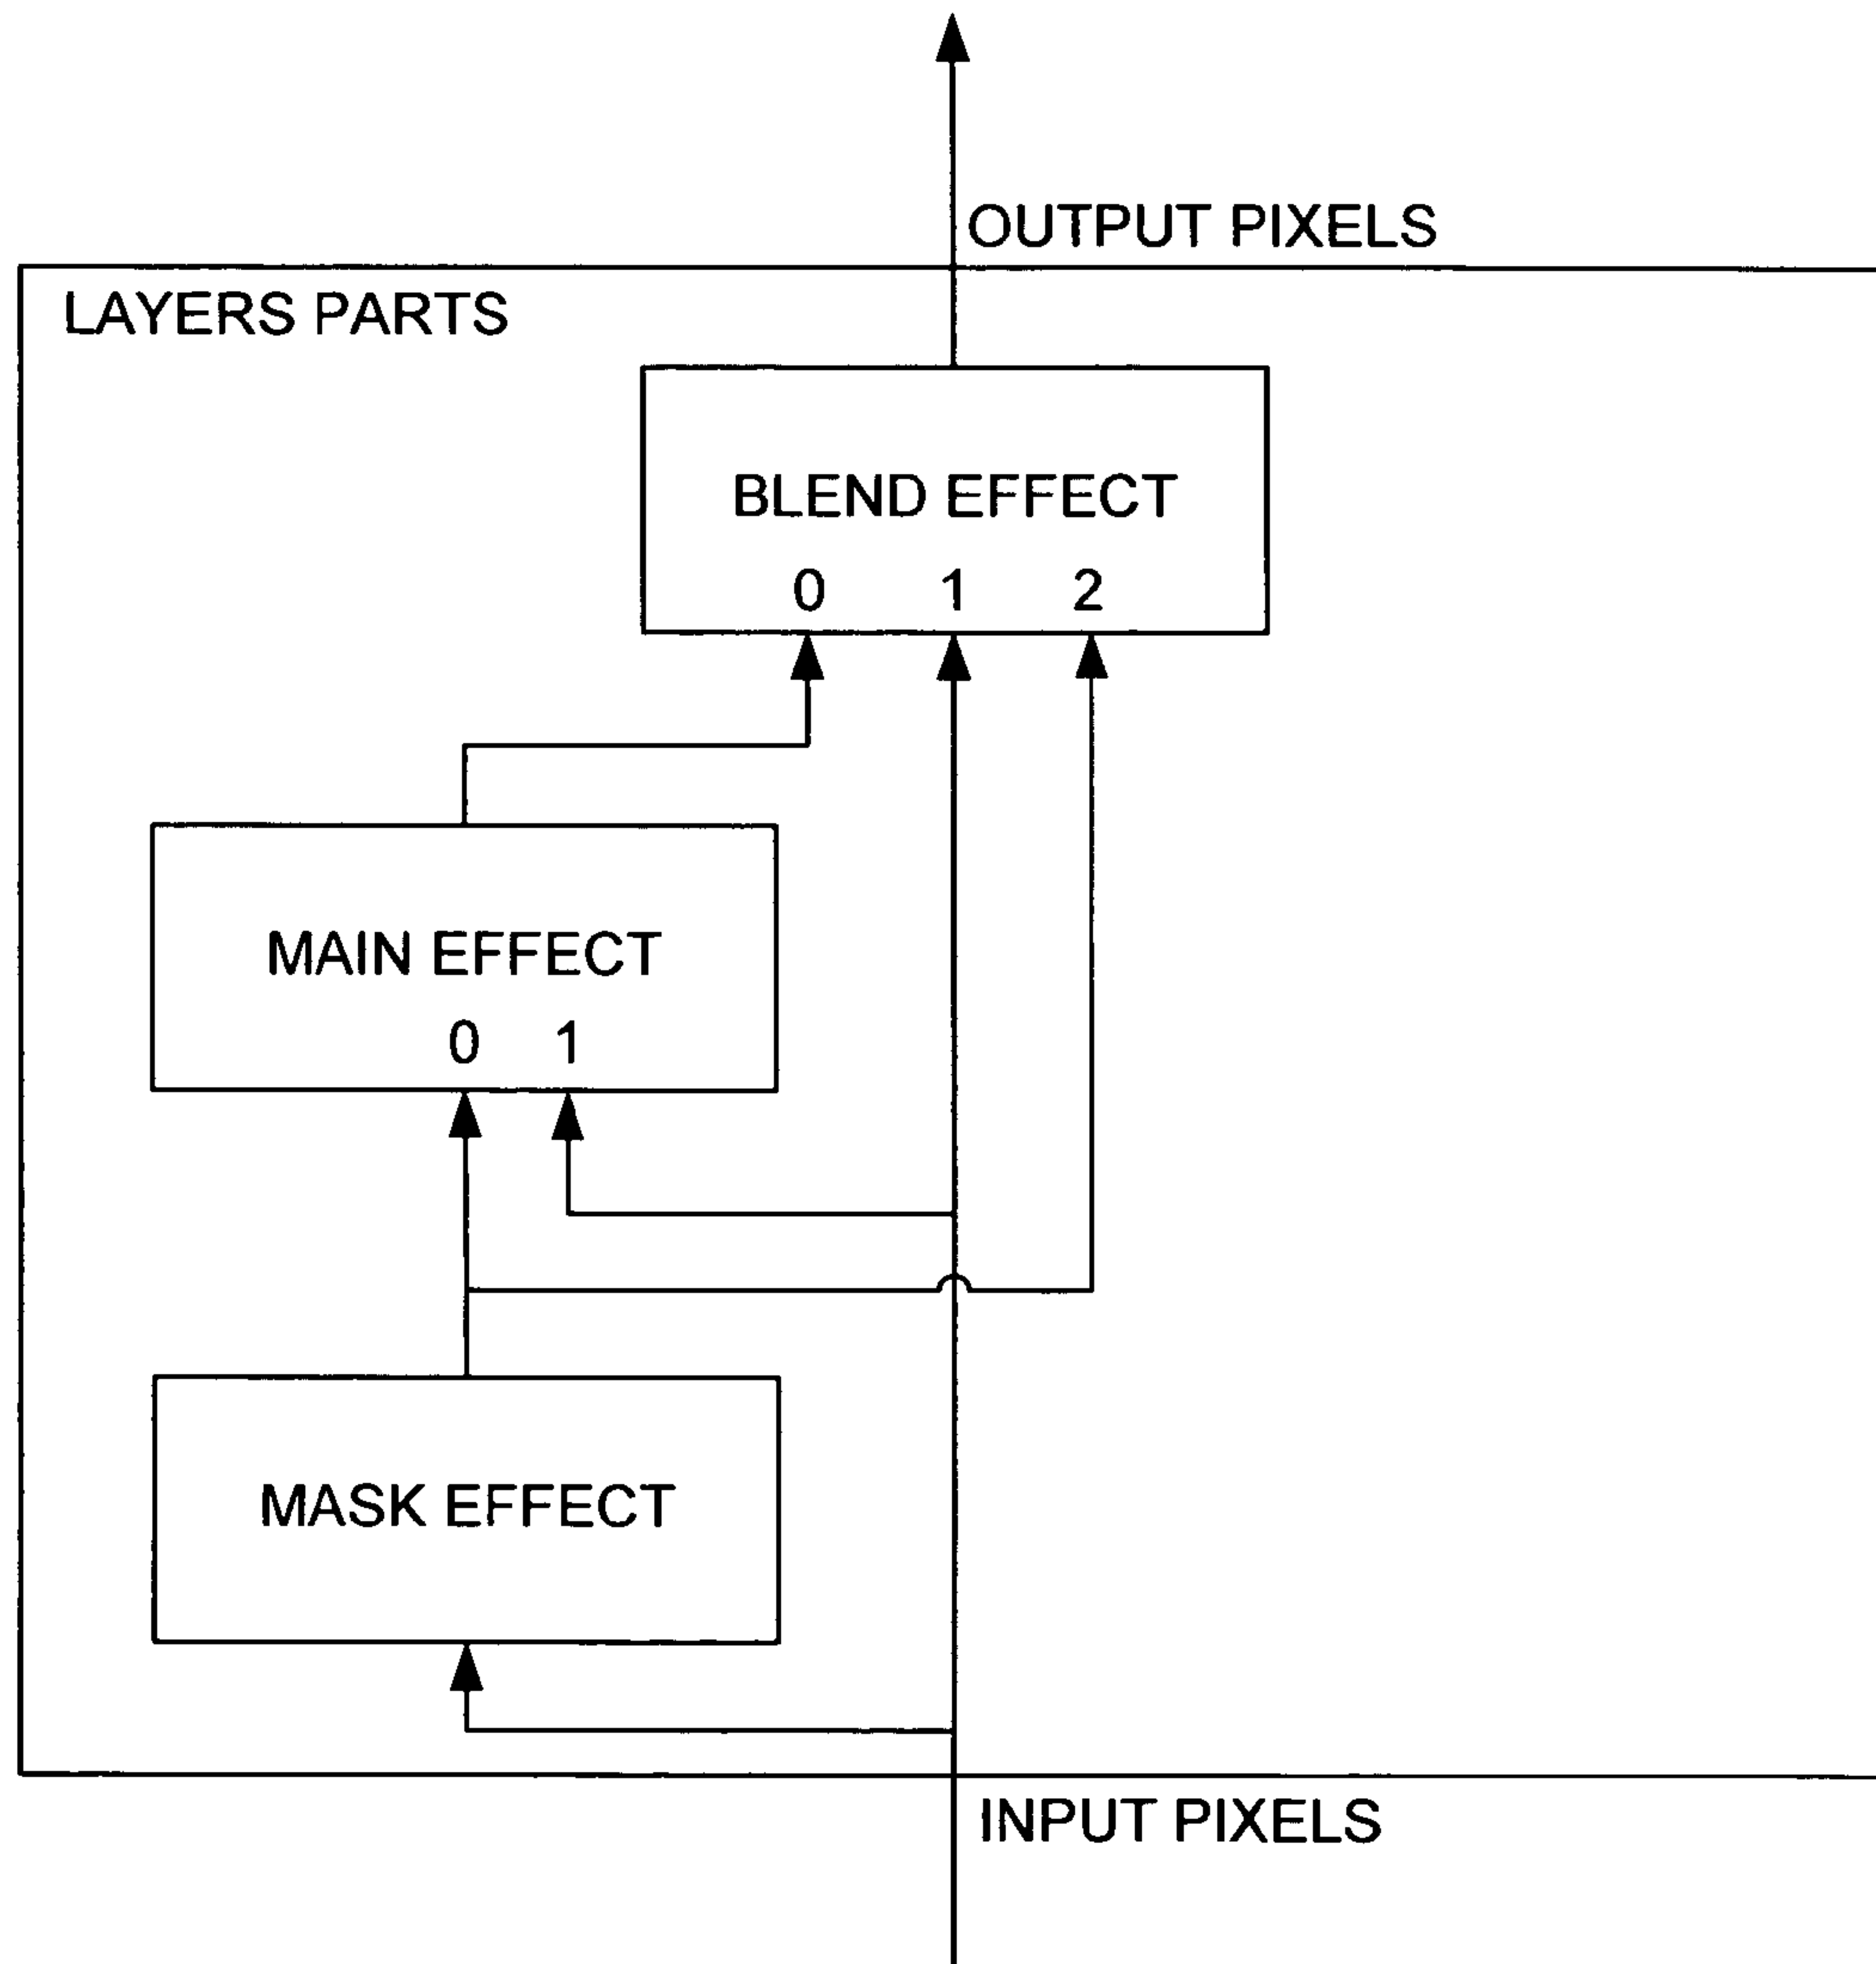 OUTPUT PIXELS
LAYERS PARTS
BLEND EFFECT
0 1 2
MAIN EFFECT
0 1
MASK EFFECT
INPUT PIXELS